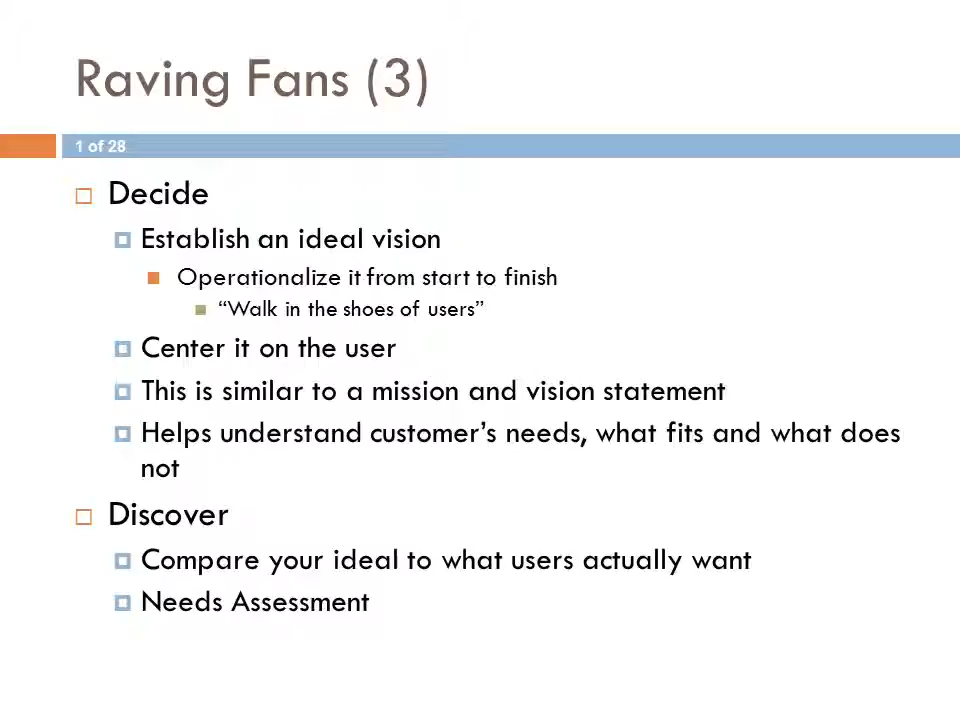 Raving Fans (3)
1 of 28
Decide
Establish an ideal vision
Operationalize it from start to finish
“Walk in the shoes of users”
Center it on the user
This is similar to a mission and vision statement
Helps understand customer’s needs, what fits and what does
not
Discover
Compare your ideal to what users actually want
Needs Assessment